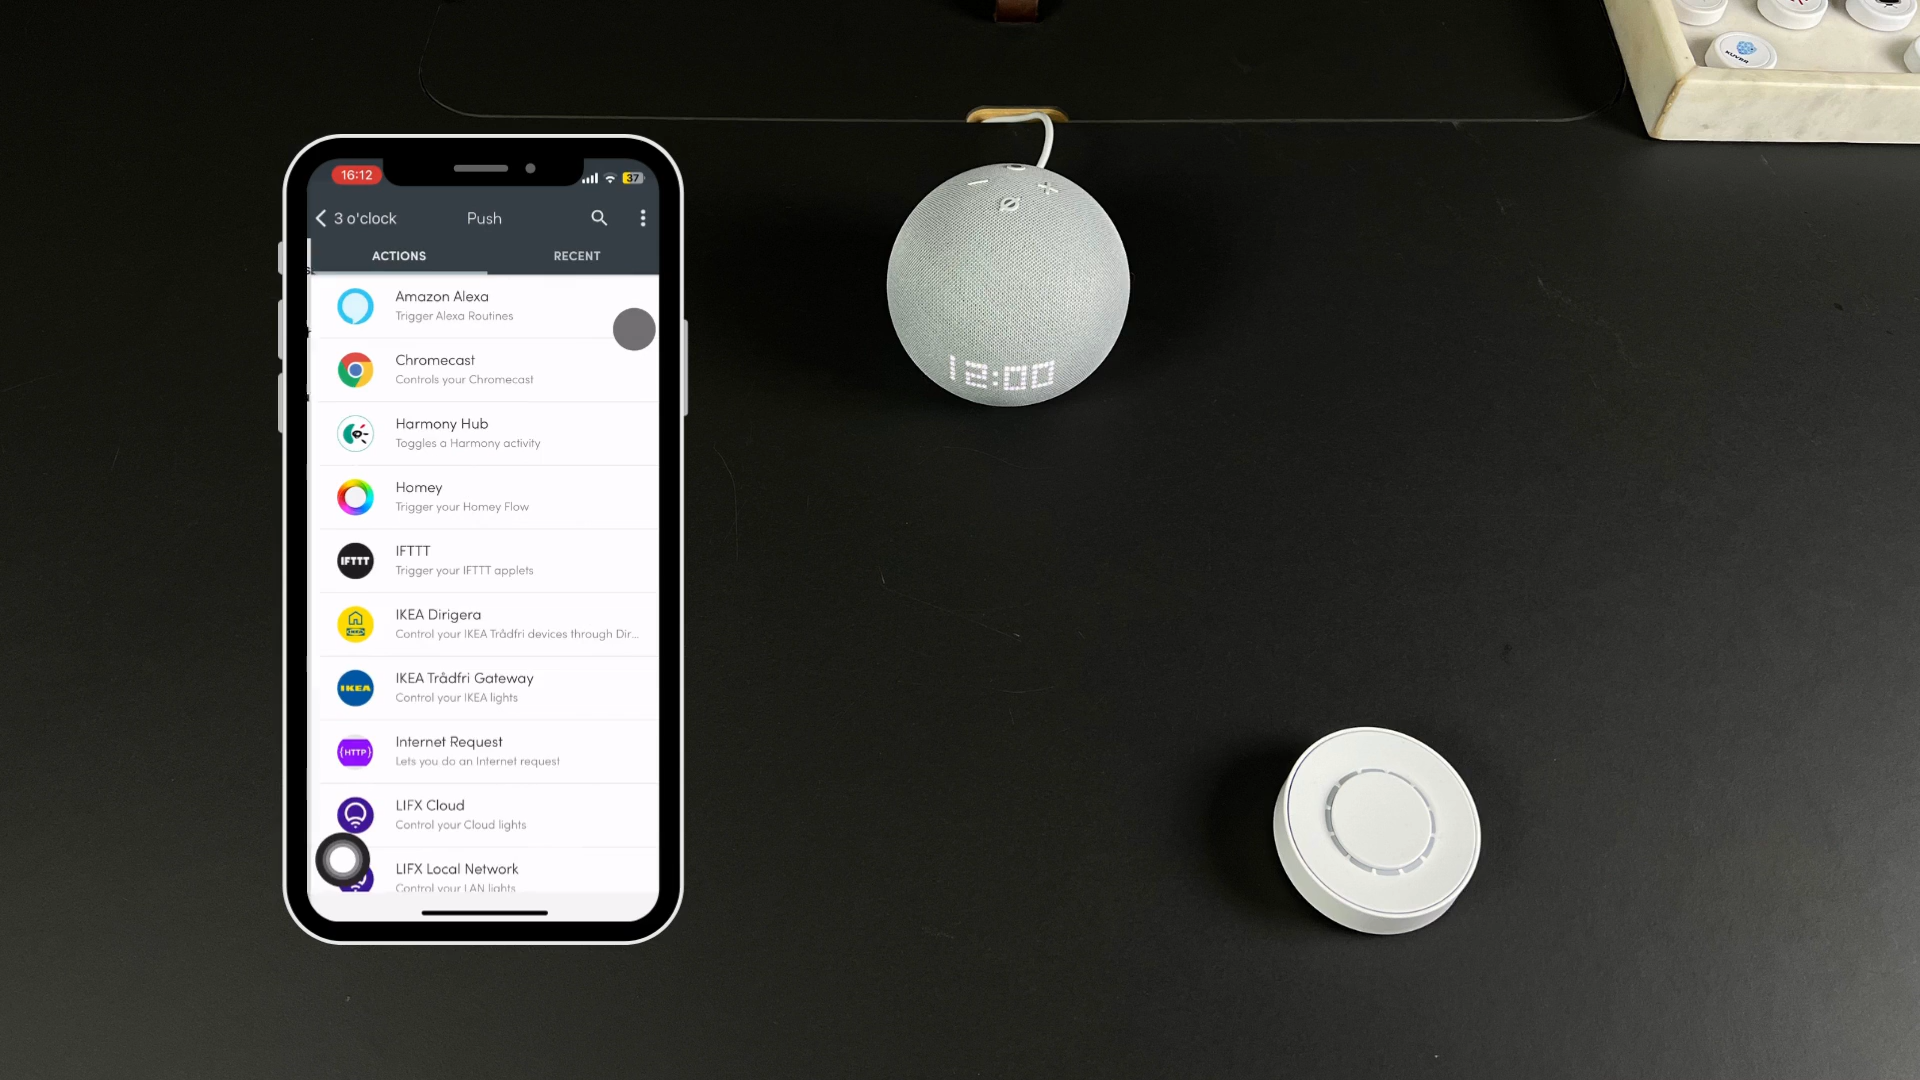 16:12
37
3 o'clock
Push
ACTIONS
RECENT
Amazon Alexa
Trigger Alexa Routines
Chromecast
Controls your Chromecast
Harmony Hub
Toggles a Harmony activity
Homey
Trigger your Homey Flow
IFTTT
IFTTT
Trigger your IFTTT applets
IKEA Dirigera
IKEA
Control your IKEA Trådfri devices through Dir...
IKEA Trådfri Gateway
IKEA
Control your IKEA lights
Internet Request
{HTTP}
Lets you do an Internet request
LIFX Cloud
Control your Cloud lights
LIFX Local Network
Control your LAN lights
12:00